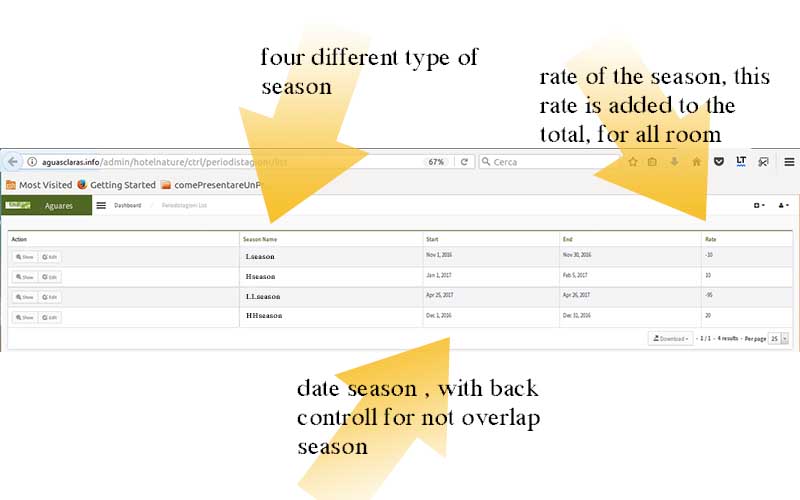 four different type of
season
rate of the season, this
rate is added to the
total, for all room
aguasclaras.info/admin/hotelnature/ctrl/periodistagioni/list
67%
Cerca
LT
Most Visited Getting Started comePresentareUnP
Aguares Dashboard / Periodistagioni List
Action Season Name Start End Rate
Show Edit Lseason Nov 1, 2016 Nov 30, 2016 -10
Show Edit Hseason Jan 1, 2017 Feb 5, 2017 10
Show Edit LLseason Apr 25, 2017 Apr 26, 2017 -95
Show Edit HHseason Dec 1, 2016 Dec 31, 2016 20
Download - 1 / 1 - 4 results - Per page 25
date season , with back
controll for not overlap
season